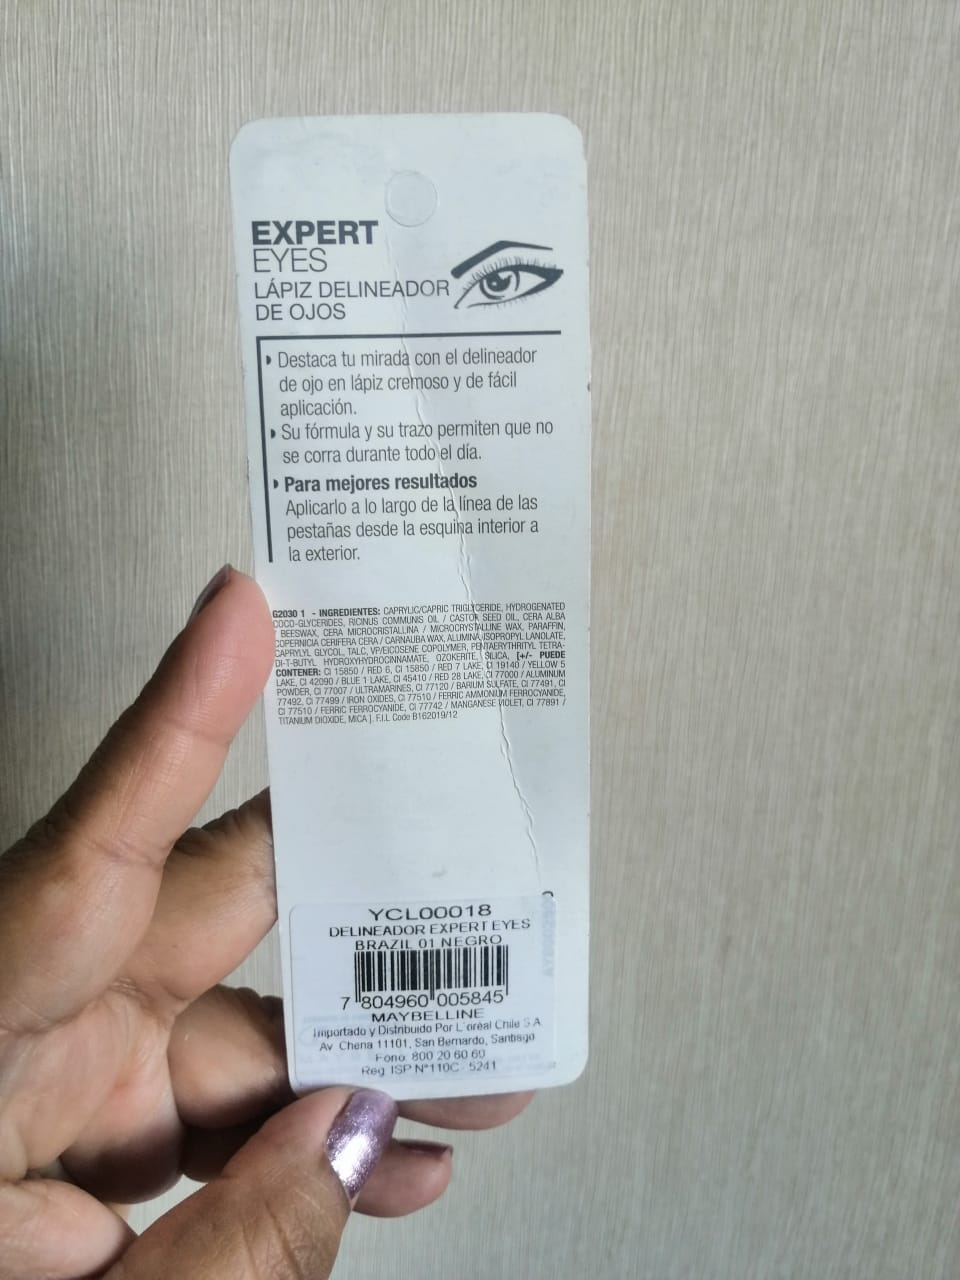 EXPERT
EYES
LÁPIZ DELINEADOR
DE OJOS
Destaca tu mirada con el delineador
de ojo en lápiz cremoso y de fácil
aplicación.
Su fórmula y su trazo permiten que no
se corra durante todo el día.
Para mejores resultados
Aplicarlo a lo largo de la línea de las
pestañas desde la esquina interior a
la exterior.
G2030 1 - INGREDIENTES: CAPRYLIC/CAPRIC TRIGLYCERIDE, HYDROGENATED
COCO-GLYCERIDES, RICINUS COMMUNIS OIL / CASTOR SEED OIL, CERA ALBA
/ BEESWAX, CERA MICROCRISTALLINA / MICROCRYSTALLINE WAX, PARAFFIN,
COPERNICIA CERIFERA CERA / CARNAUBA WAX, ALUMINA, ISOPROPYL LANOLATE,
CAPRYLYL GLYCOL, TALC, VP/EICOSENE COPOLYMER, PENTAERYTHRITYL TETRA-
DI-T-BUTYL HYDROXYHYDROCINNAMATE, OZOKERITE, SILICA, [+/- PUEDE
CONTENER: CI 15850 / RED 6, CI 15850 / RED 7 LAKE, CI 19140 / YELLOW 5
LAKE, CI 42090 / BLUE 1 LAKE, CI 45410 / RED 28 LAKE, CI 77000 / ALUMINUM
POWDER, CI 77007 / ULTRAMARINES, CI 77120 / BARIUM SULFATE, CI 77491, CI
77492, CI 77499 / IRON OXIDES, CI 77510 / FERRIC AMMONIUM FERROCYANIDE,
CI 77510 / FERRIC FERROCYANIDE, CI 77742 / MANGANESE VIOLET, CI 77891 /
TITANIUM DIOXIDE, MICA ]. F.I.L Code B162019/12
YCL00018
DELINEADOR EXPERT EYES
BRAZIL 01 NEGRO
7 804960 005845
MAYBELLINE
Importado y Distribuido Por L'oréal Chile S.A.
Av Chena 11101, San Bernardo, Santiago
Fono 800 20 60 60
Reg ISP N°110C- 5241